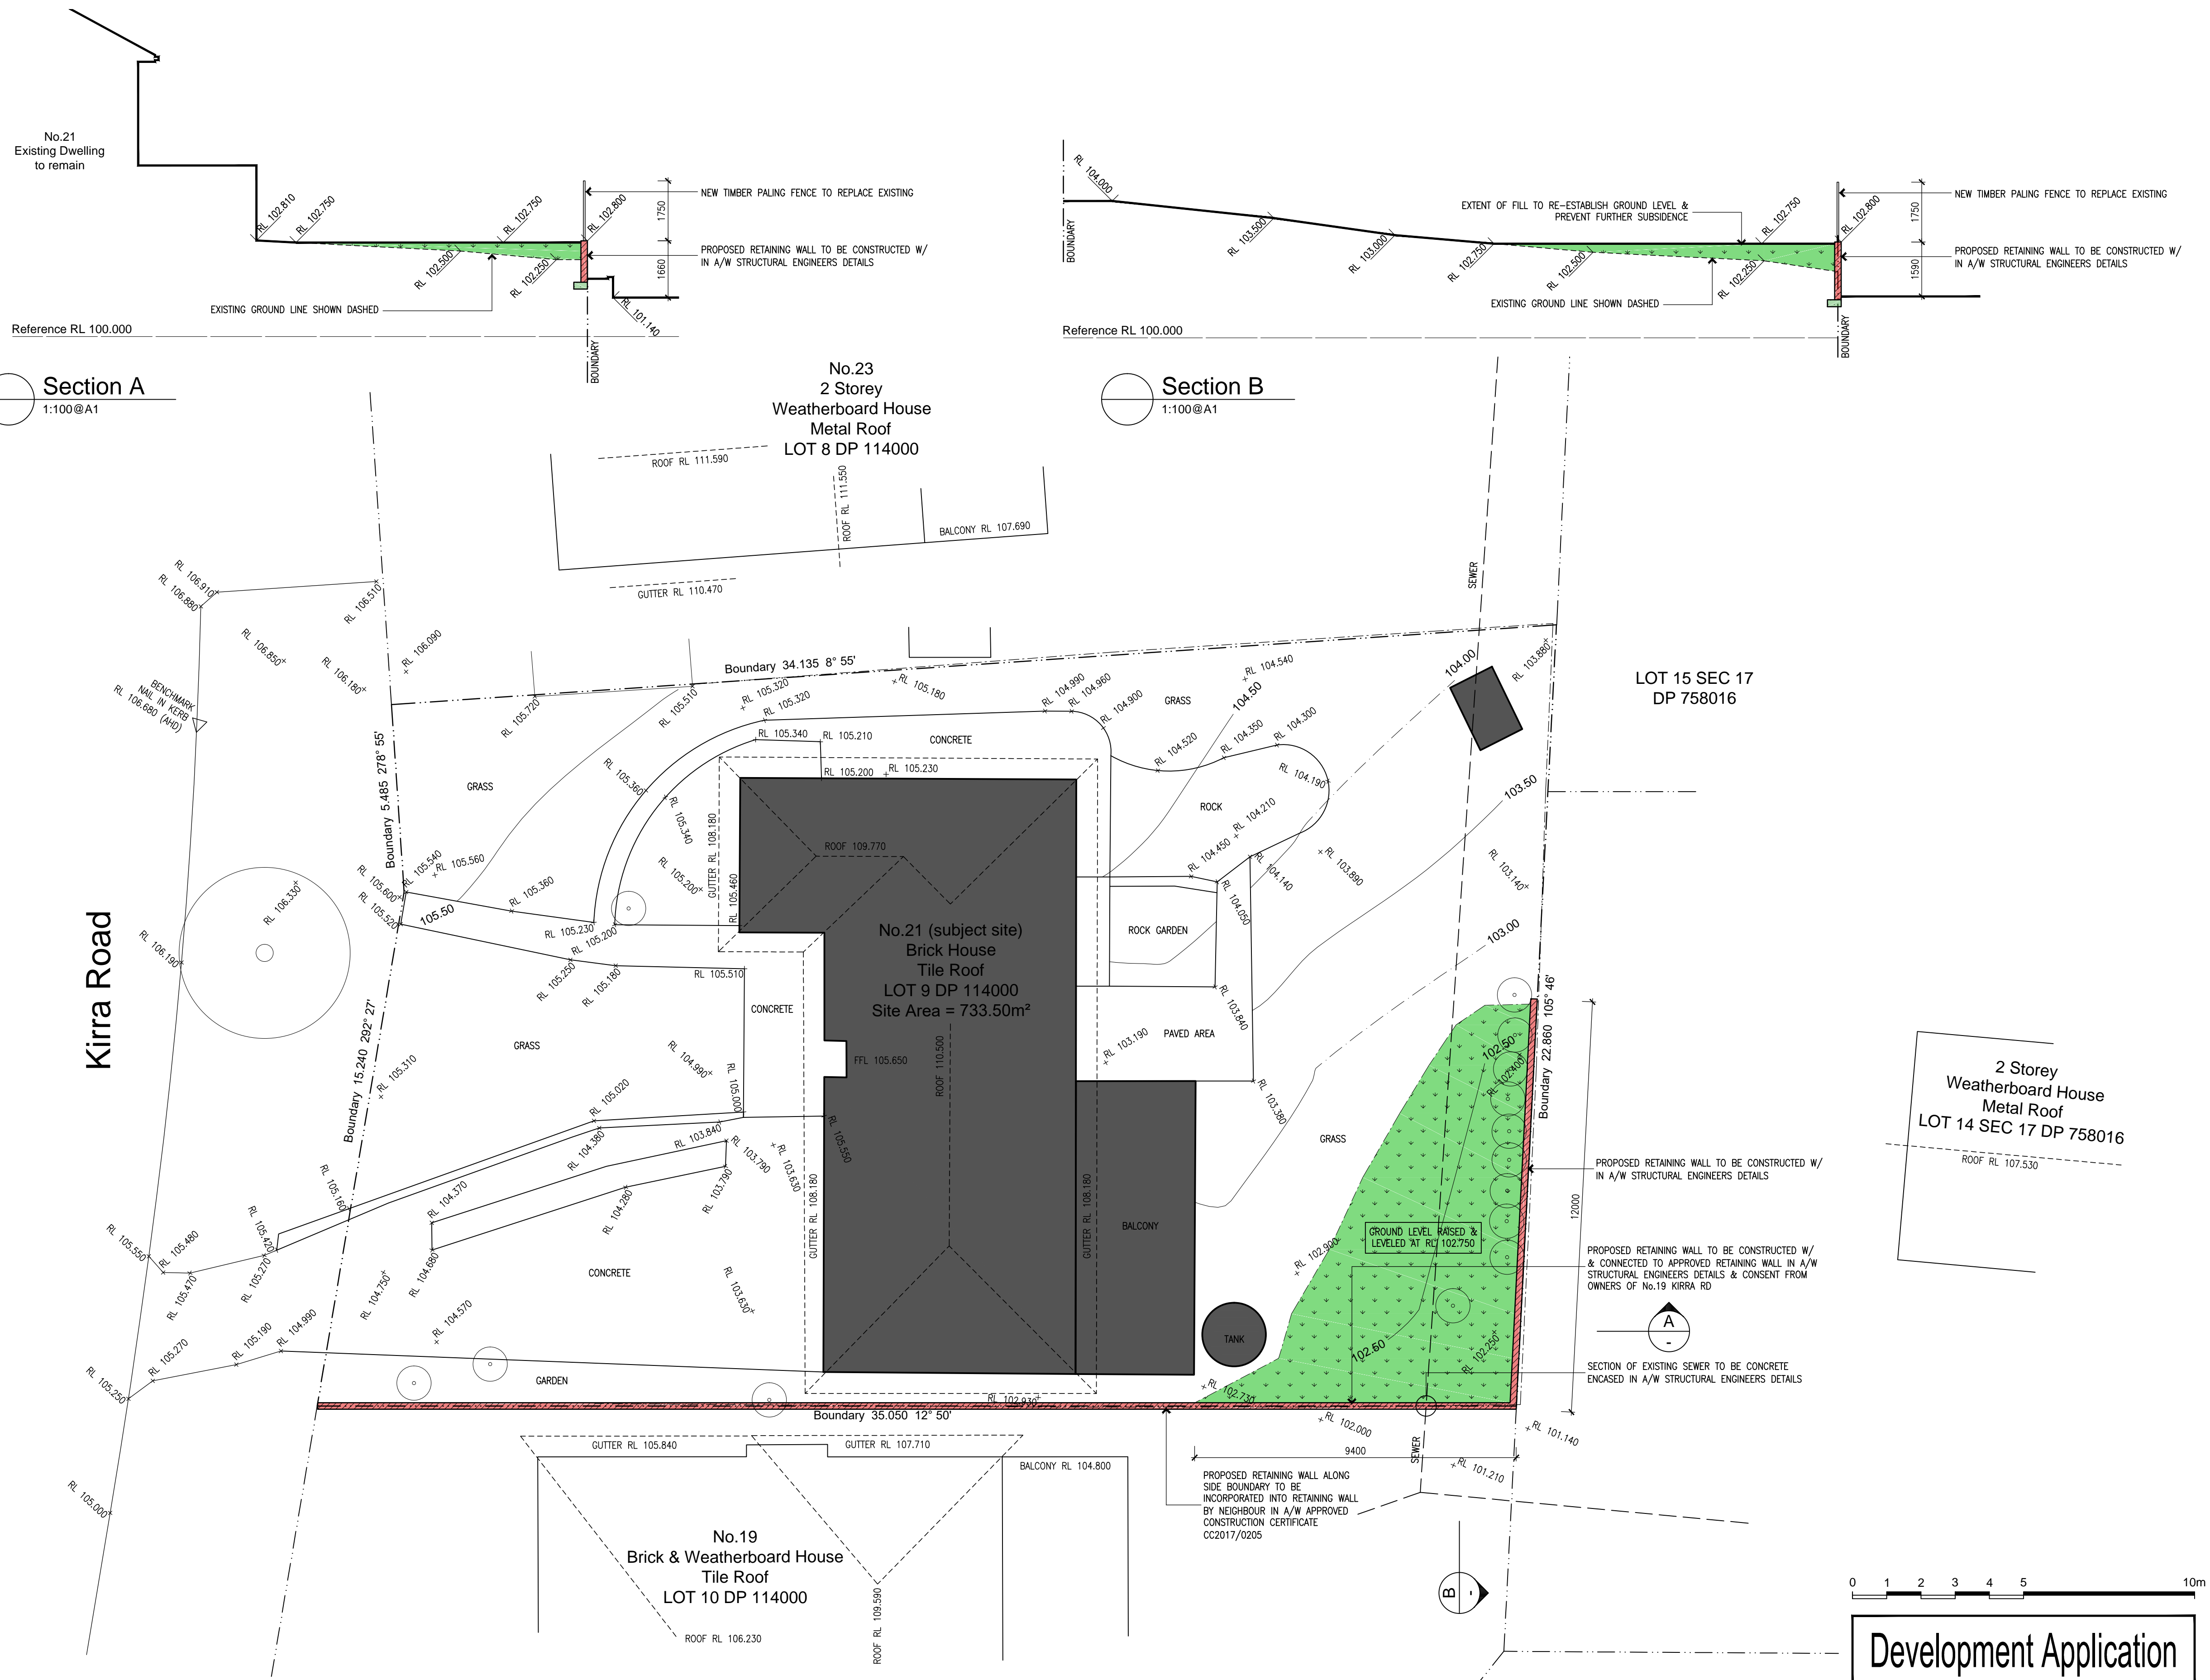 No.21
Existing Dwelling
to remain
RL 102.810
RL 102.750
RL 102.500
RL 102.250
RL 102.750
RL 102.800
RL 101.140
1750
1660
NEW TIMBER PALING FENCE TO REPLACE EXISTING
PROPOSED RETAINING WALL TO BE CONSTRUCTED W/
IN A/W STRUCTURAL ENGINEERS DETAILS
EXISTING GROUND LINE SHOWN DASHED
Reference RL 100.000
BOUNDARY
Section A
1:100@A1
BOUNDARY
RL 104.000
RL 103.500
RL 103.000
RL 102.750
RL 102.500
RL 102.250
RL 102.750
RL 102.800
1750
1590
EXTENT OF FILL TO RE-ESTABLISH GROUND LEVEL &
PREVENT FURTHER SUBSIDENCE
NEW TIMBER PALING FENCE TO REPLACE EXISTING
PROPOSED RETAINING WALL TO BE CONSTRUCTED W/
IN A/W STRUCTURAL ENGINEERS DETAILS
EXISTING GROUND LINE SHOWN DASHED
Reference RL 100.000
BOUNDARY
Section B
1:100@A1
No.23
2 Storey
Weatherboard House
Metal Roof
LOT 8 DP 114000
ROOF RL 111.590
ROOF RL 111.550
BALCONY RL 107.690
GUTTER RL 110.470
SEWER
RL 106.910
RL 106.880
RL 106.510
RL 106.850
RL 106.180
RL 106.090
BENCHMARK
NAIL IN KERB
RL 106.680 (AHD)
Boundary 34.135 8° 55'
Boundary 5.485 278° 55'
RL 105.720
RL 105.510
RL 105.320
RL 105.320
RL 105.180
RL 104.990
RL 104.960
RL 104.900
RL 104.540
GRASS
104.50
104.00
RL 103.880
LOT 15 SEC 17
DP 758016
RL 105.340
RL 105.210
CONCRETE
RL 105.200
RL 105.230
RL 104.520
RL 104.350
RL 104.300
RL 104.190
ROCK
RL 104.210
103.50
GRASS
RL 105.360
RL 105.340
GUTTER RL 108.180
ROOF 109.770
RL 105.200
RL 105.460
RL 104.450
RL 104.140
RL 103.890
RL 103.140
RL 104.050
RL 105.540
RL 105.560
RL 105.600
RL 105.520
105.50
RL 105.360
RL 105.230
RL 105.200
RL 105.250
RL 105.180
RL 105.510
RL 106.330
RL 106.190
Kirra Road
No.21 (subject site)
Brick House
Tile Roof
LOT 9 DP 114000
Site Area = 733.50m²
ROCK GARDEN
103.00
RL 103.840
CONCRETE
PAVED AREA
RL 103.190
FFL 105.650
ROOF 110.500
Boundary 15.240 292° 27'
GRASS
RL 105.310
RL 104.990
RL 105.000
RL 105.020
RL 103.380
GRASS
102.50
RL 102.400
Boundary 22.860 105° 46'
2 Storey
Weatherboard House
Metal Roof
LOT 14 SEC 17 DP 758016
ROOF RL 107.530
RL 104.380
RL 103.840
RL 103.790
RL 103.630
RL 105.550
RL 103.790
RL 104.280
RL 104.370
RL 104.680
RL 105.160
GUTTER RL 108.180
GUTTER RL 108.180
BALCONY
PROPOSED RETAINING WALL TO BE CONSTRUCTED W/
IN A/W STRUCTURAL ENGINEERS DETAILS
12000
GROUND LEVEL RAISED &
LEVELED AT RL 102.750
RL 105.550
RL 105.480
RL 105.470
RL 105.420
RL 105.270
RL 104.750
CONCRETE
RL 103.630
RL 102.900
PROPOSED RETAINING WALL TO BE CONSTRUCTED W/
& CONNECTED TO APPROVED RETAINING WALL IN A/W
STRUCTURAL ENGINEERS DETAILS & CONSENT FROM
OWNERS OF No.19 KIRRA RD
A
-
RL 104.570
RL 104.990
RL 105.190
RL 105.270
RL 105.250
TANK
102.50
RL 102.250
SECTION OF EXISTING SEWER TO BE CONCRETE
ENCASED IN A/W STRUCTURAL ENGINEERS DETAILS
GARDEN
RL 102.930
RL 102.730
Boundary 35.050 12° 50'
RL 102.000
RL 101.140
GUTTER RL 105.840
GUTTER RL 107.710
BALCONY RL 104.800
9400
SEWER
RL 101.210
RL 105.000
PROPOSED RETAINING WALL ALONG
SIDE BOUNDARY TO BE
INCORPORATED INTO RETAINING WALL
BY NEIGHBOUR IN A/W APPROVED
CONSTRUCTION CERTIFICATE
CC2017/0205
No.19
Brick & Weatherboard House
Tile Roof
LOT 10 DP 114000
ROOF RL 109.590
ROOF RL 106.230
B
-
0 1 2 3 4 5 10m
Development Application